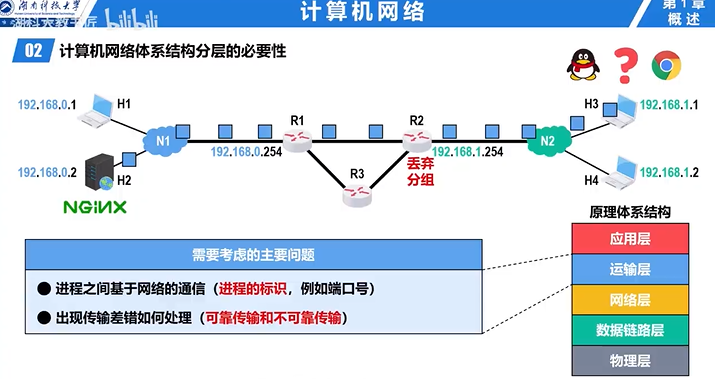 湖南科技大学
湖科大教书匠 bilibili
计算机网络
第1章
概述
02 计算机网络体系结构分层的必要性
?
192.168.0.1 H1
H3 192.168.1.1
R1
R2
N1
N2
192.168.0.254
192.168.1.254
192.168.0.2 H2
丢弃
分组
R3
H4 192.168.1.2
NGINX
原理体系结构
应用层
需要考虑的主要问题
运输层
● 进程之间基于网络的通信（进程的标识，例如端口号）
网络层
● 出现传输差错如何处理（可靠传输和不可靠传输）
数据链路层
物理层